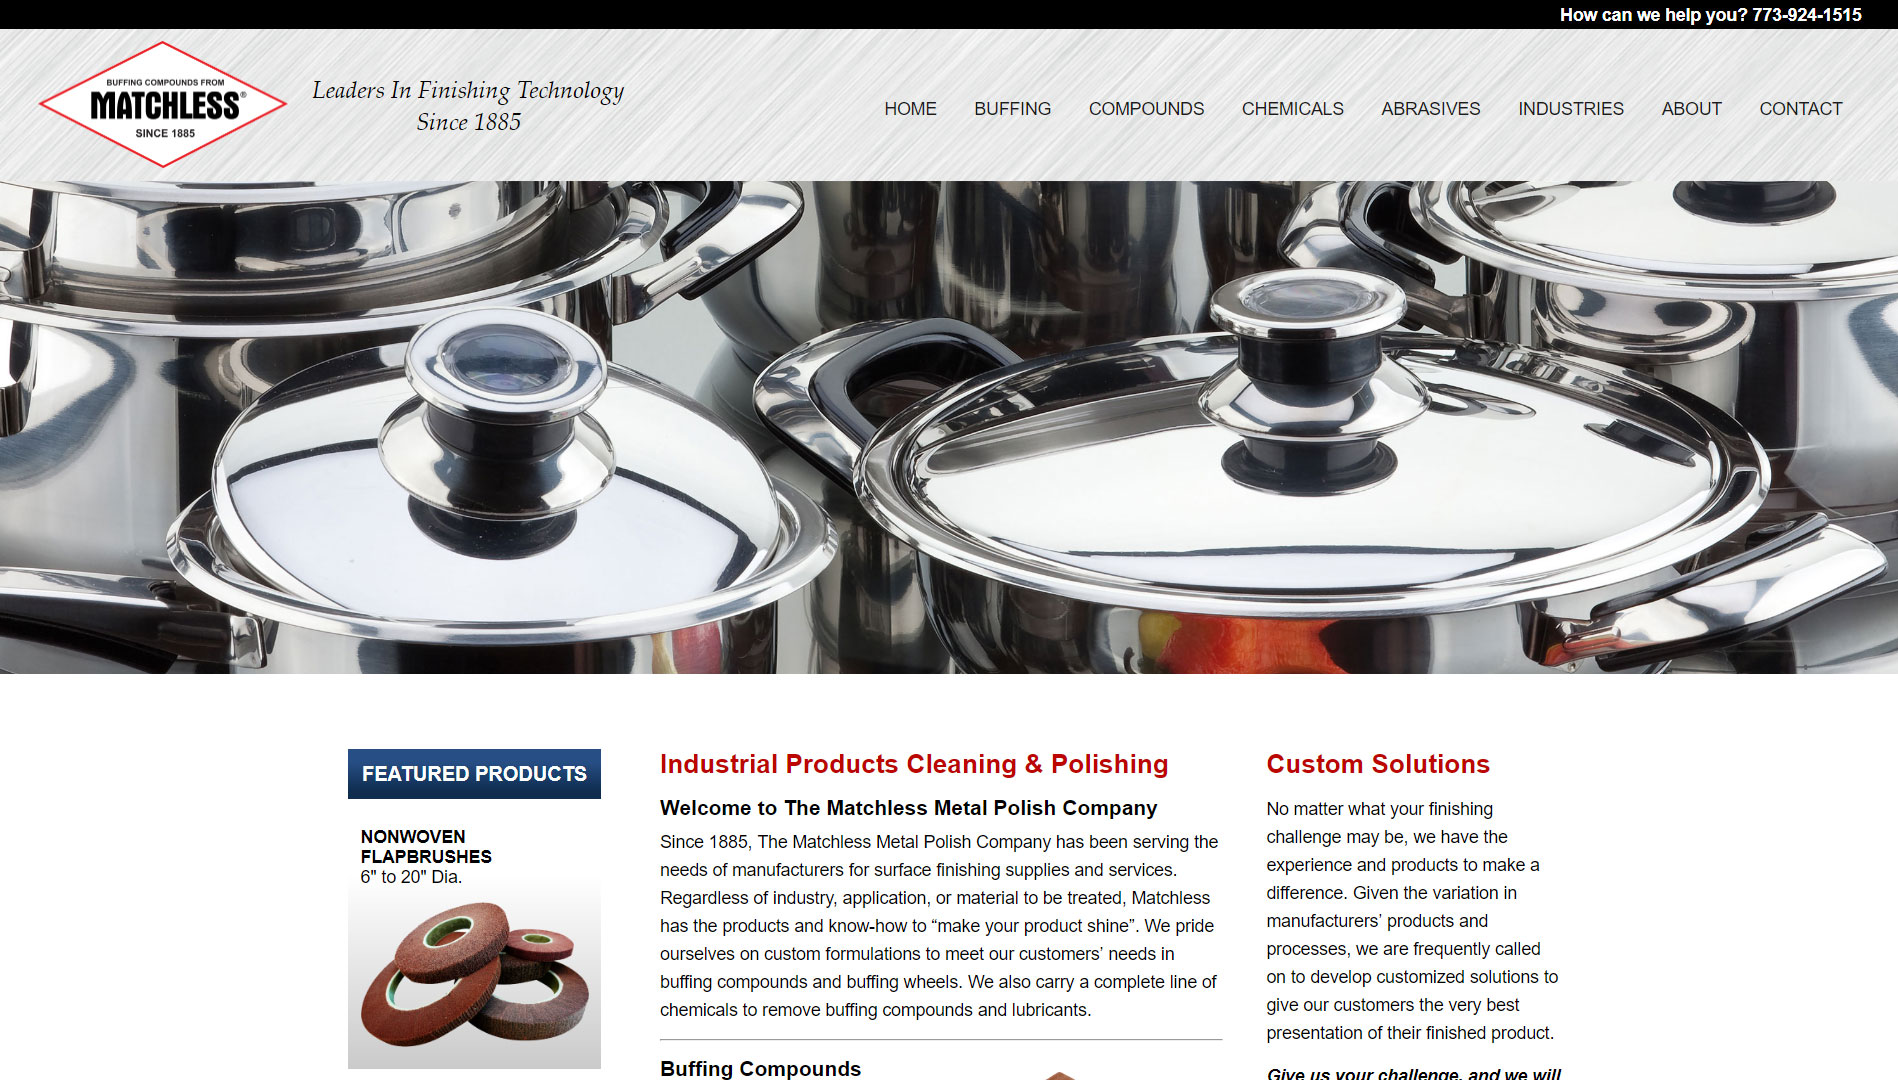 How can we help you? 773-924-1515
BUFFING COMPOUNDS FROM
MATCHLESS®
SINCE 1885
Leaders In Finishing Technology
Since 1885
HOME BUFFING COMPOUNDS CHEMICALS ABRASIVES INDUSTRIES ABOUT CONTACT
FEATURED PRODUCTS
NONWOVEN
FLAPBRUSHES
6" to 20" Dia.
Industrial Products Cleaning & Polishing
Welcome to The Matchless Metal Polish Company
Since 1885, The Matchless Metal Polish Company has been serving the
needs of manufacturers for surface finishing supplies and services.
Regardless of industry, application, or material to be treated, Matchless
has the products and know-how to “make your product shine”. We pride
ourselves on custom formulations to meet our customers’ needs in
buffing compounds and buffing wheels. We also carry a complete line of
chemicals to remove buffing compounds and lubricants.
Buffing Compounds
Custom Solutions
No matter what your finishing
challenge may be, we have the
experience and products to make a
difference. Given the variation in
manufacturers’ products and
processes, we are frequently called
on to develop customized solutions to
give our customers the very best
presentation of their finished product.
Give us your challenge, and we will